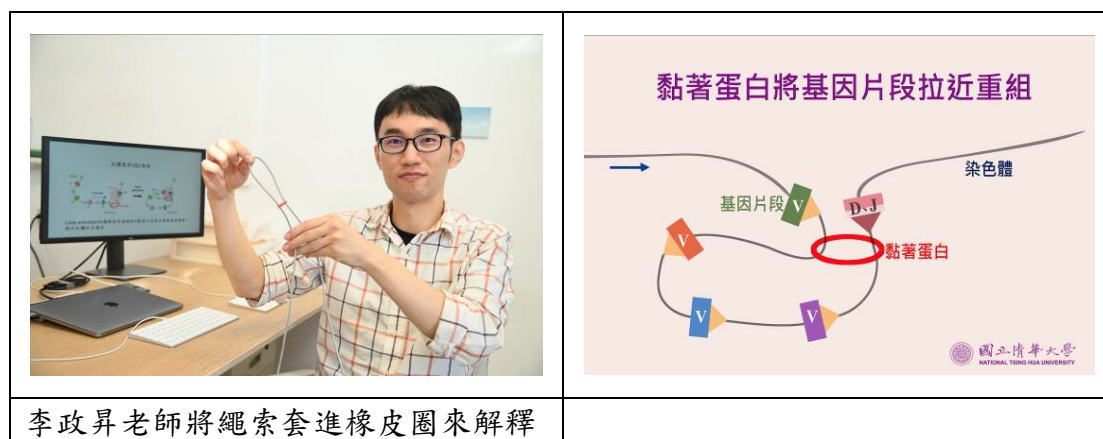 黏著蛋白將基因片段拉近重組
染色體
基因片段
V
D、J
V
黏著蛋白
V
V
國立清華大學
NATIONAL TSING HUA UNIVERSITY
李政昇老師將繩索套進橡皮圈來解釋